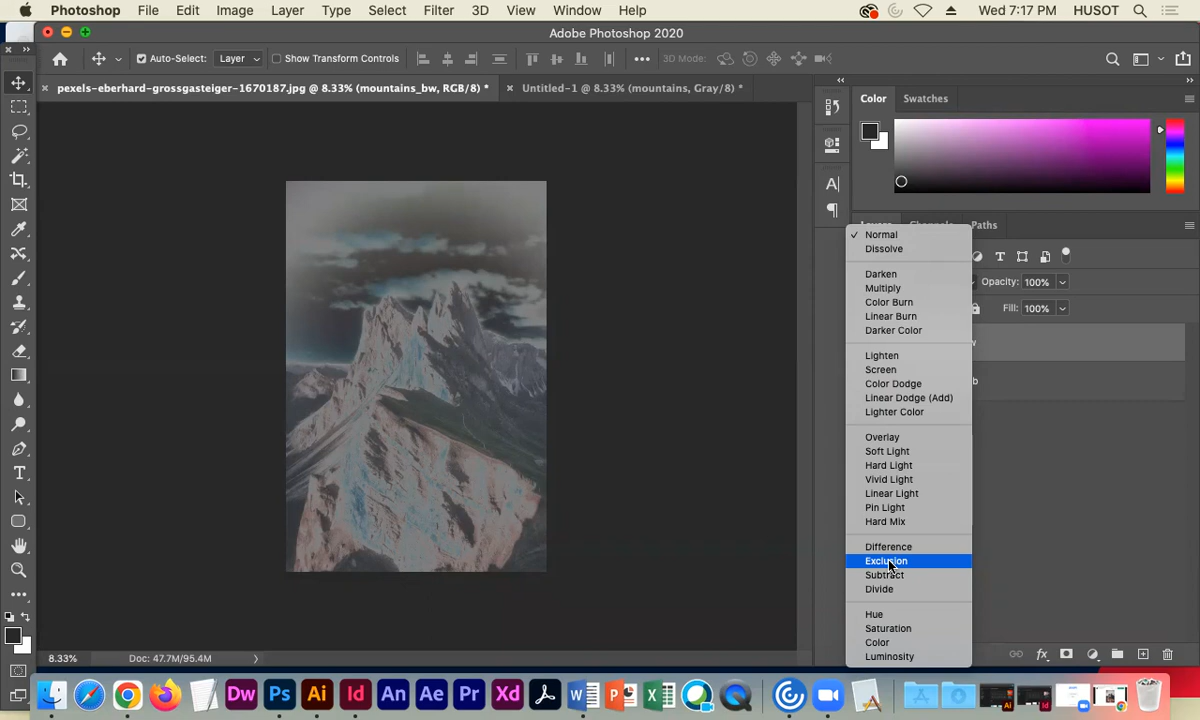 Photoshop File Edit Image Layer Type Select Filter 3D View Window Help Wed 7:17 PM HUSOT
Adobe Photoshop 2020
Auto-Select: Layer Show Transform Controls 3D Mode:
pexels-eberhard-grossgasteiger-1670187.jpg @ 8.33% (mountains_bw, RGB/8) * Untitled-1 @ 8.33% (mountains, Gray/8) *
Color Swatches
Paths
Normal
Dissolve
Darken
Multiply
Color Burn
Linear Burn
Darker Color
Lighten
Screen
Color Dodge
Linear Dodge (Add)
Lighter Color
Overlay
Soft Light
Hard Light
Vivid Light
Linear Light
Pin Light
Hard Mix
Difference
Exclusion
Subtract
Divide
Hue
Saturation
Color
Luminosity
Opacity: 100%
Fill: 100%
8.33% Doc: 47.7M/95.4M
Dw Ps Ai Id An Ae Pr Xd